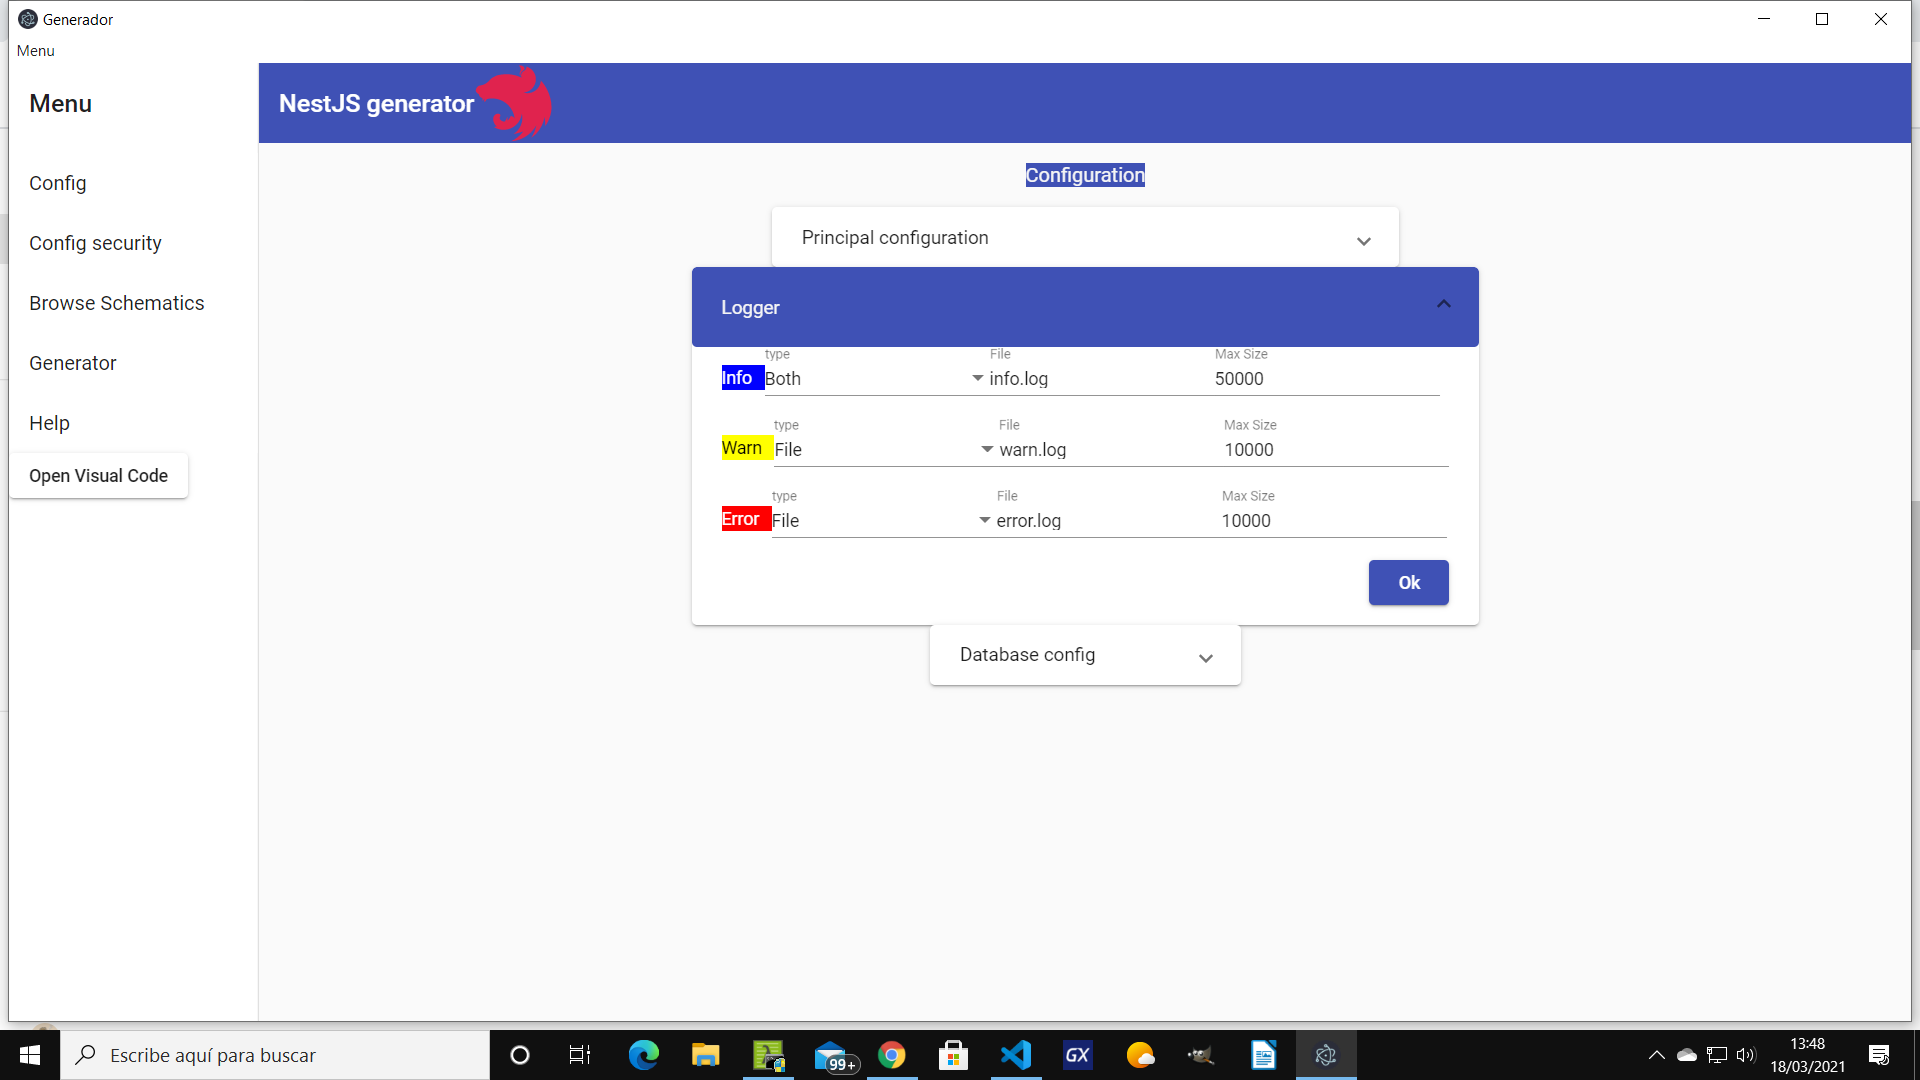 Generador
Menu
Menu
NestJS generator
Config
Config security
Browse Schematics
Generator
Help
Open Visual Code
Configuration
Principal configuration
Logger
type File Max Size
Info Both info.log 50000
type File Max Size
Warn File warn.log 10000
type File Max Size
Error File error.log 10000
Ok
Database config
Escribe aquí para buscar
99+
GX
13:48
18/03/2021